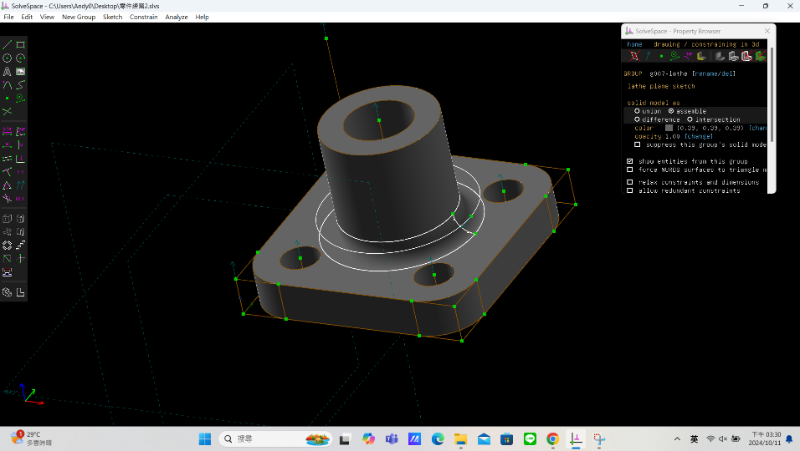 SolveSpace - C:\Users\Andy0\Desktop\零件練習2.slvs
File Edit View New Group Sketch Constrain Analyze Help
SolveSpace - Property Browser
home drawing / constraining in 3d
GROUP g907-lathe [rename/del]
lathe plane sketch
solid model as
union assemble
difference intersection
color (0.39, 0.39, 0.39)
opacity 1.00 [change]
suppress this group's solid mode
show entities from this group
force NURBS surfaces to triangle m
relax constraints and dimensions
allow redundant constraints
29°C
多雲時晴
搜尋
英
下午 03:30
2024/10/11